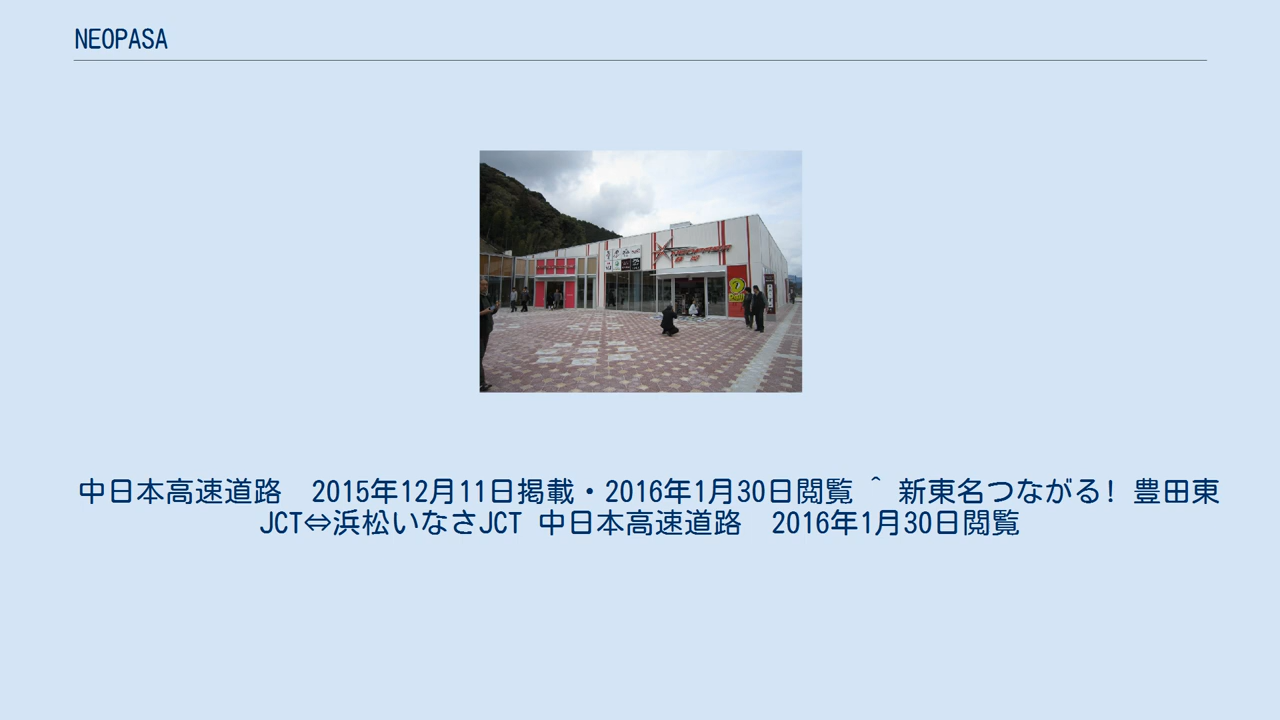 NEOPASA
中日本高速道路　2015年12月11日掲載・2016年1月30日閲覧 ^ 新東名つながる! 豊田東
JCT⇔浜松いなさJCT 中日本高速道路　2016年1月30日閲覧